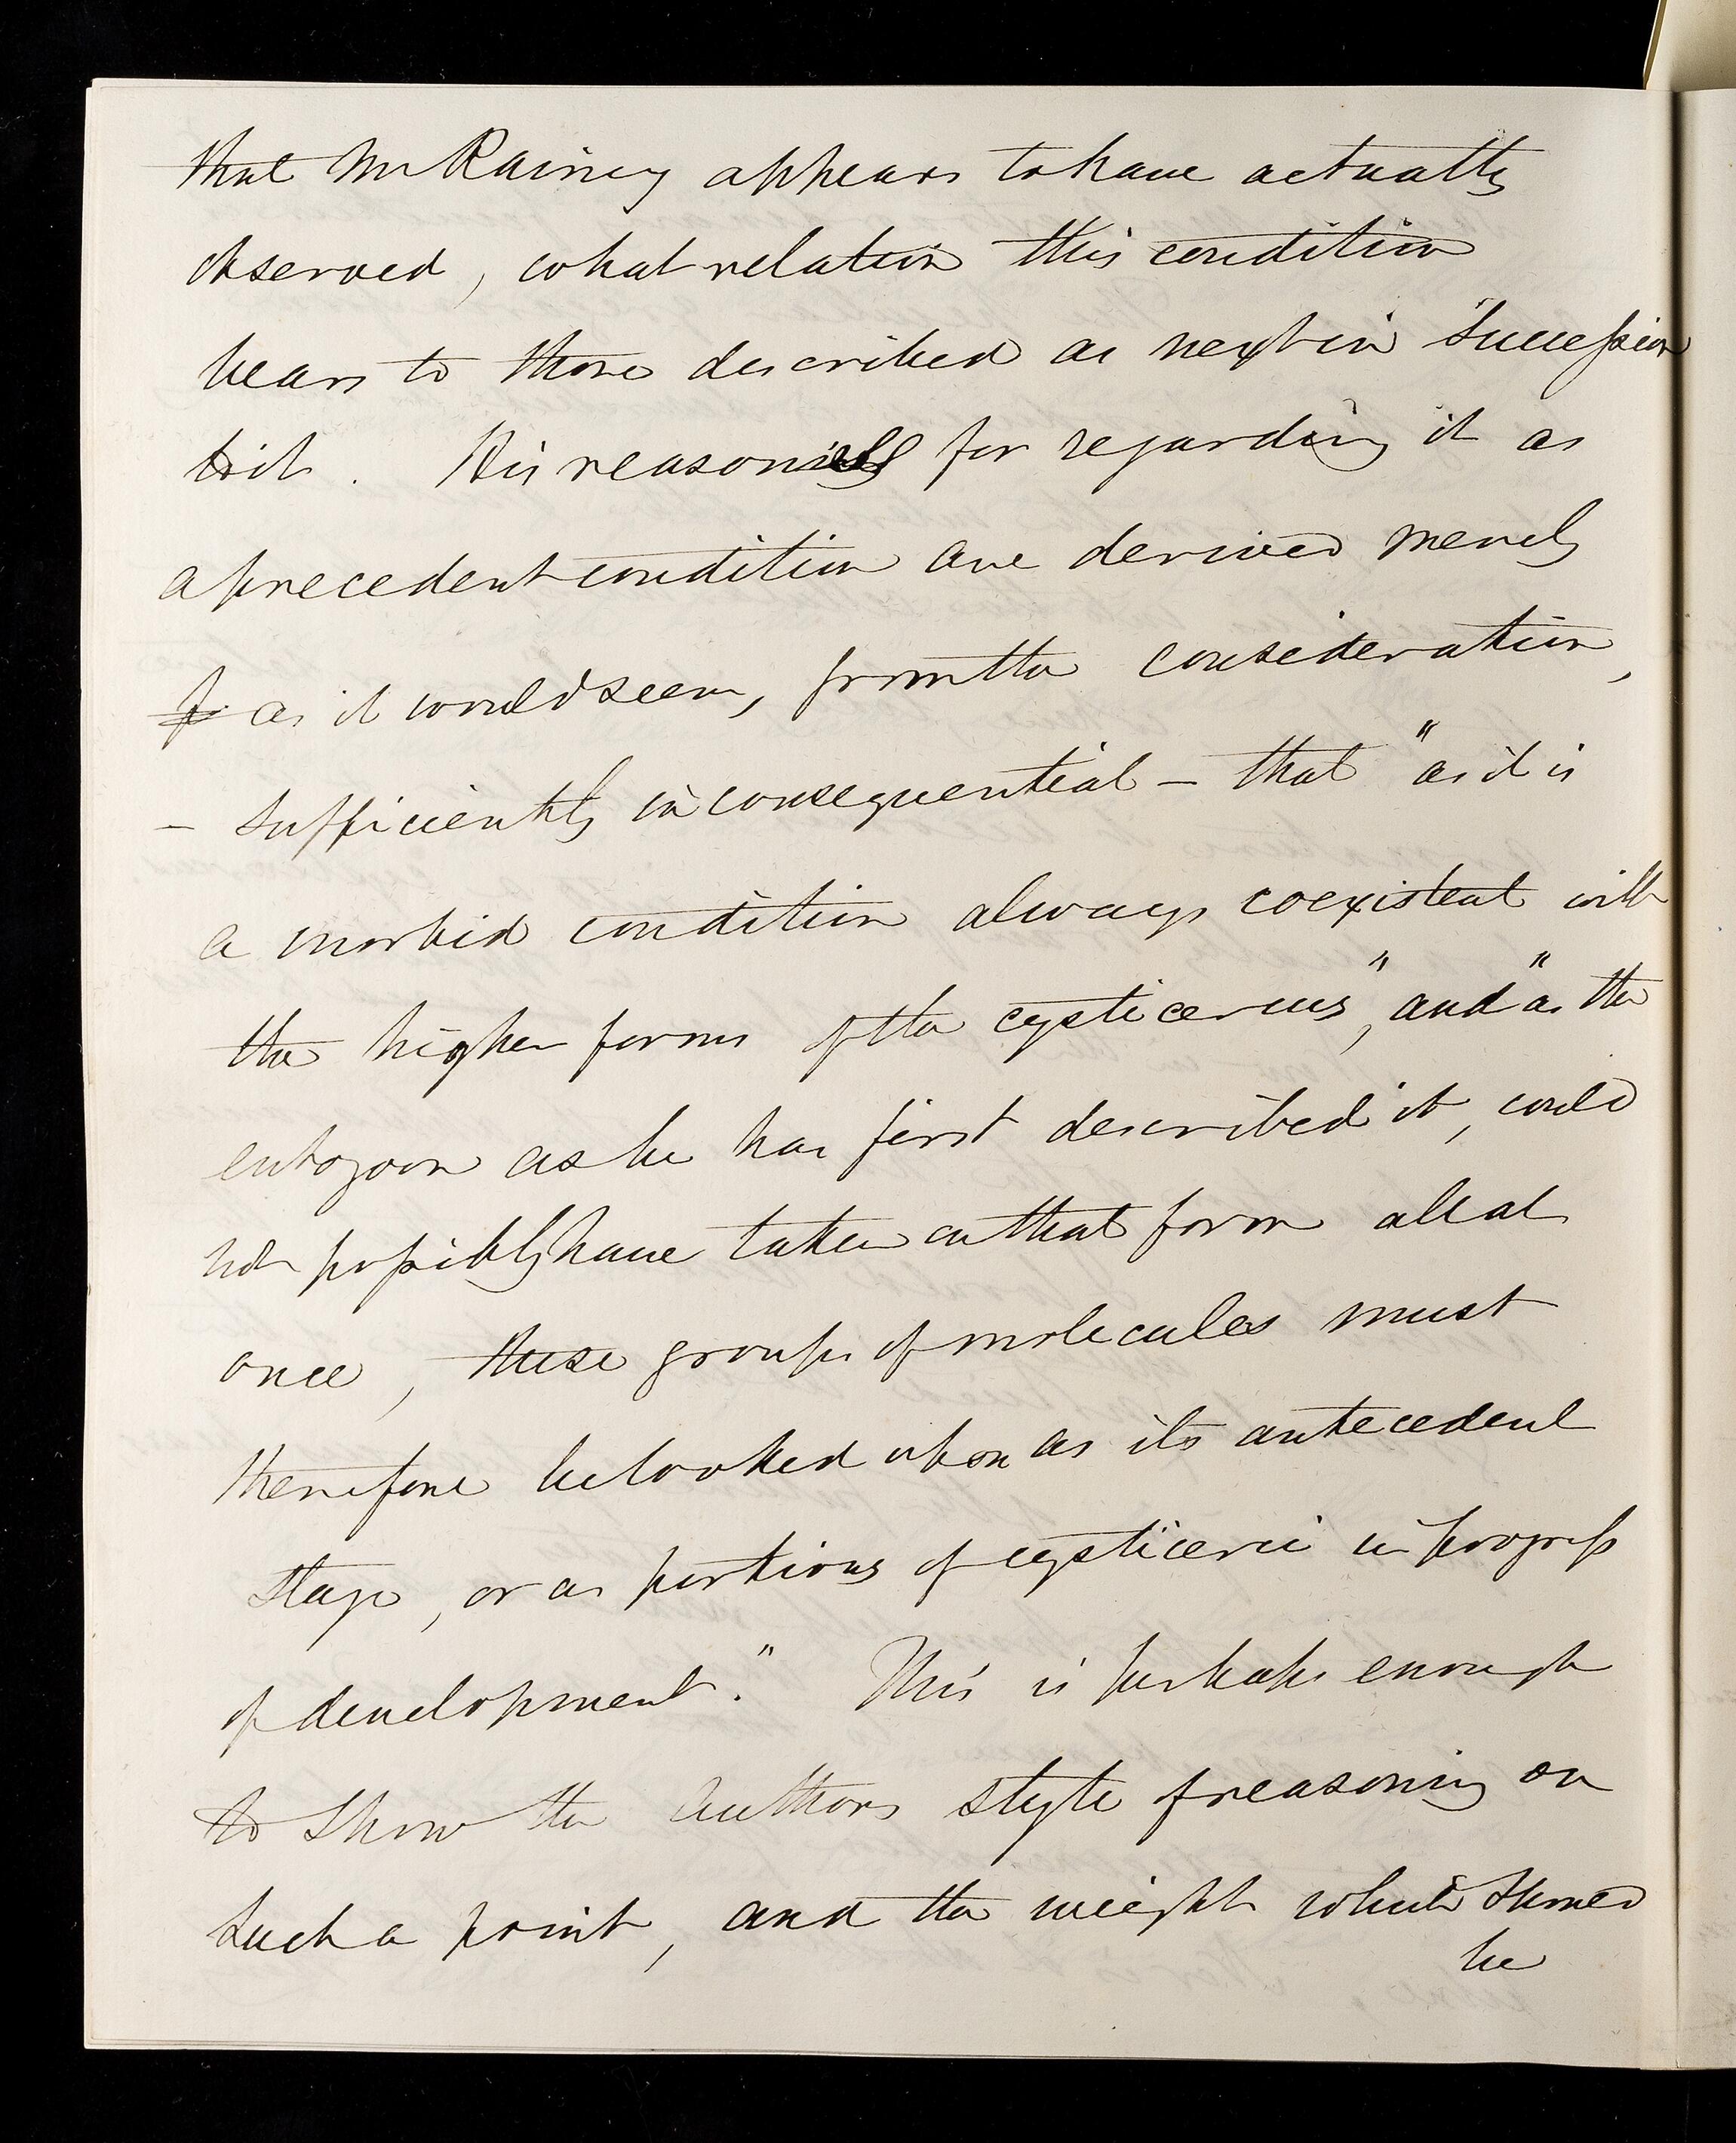 that Mr Rainey appears to have actually
observed, what relation this condition
bears to those described as next in succession
to it. His reasons for regarding it as
a precedent condition are derived merely
as it would seem, from the consideration,
– sufficiently inconsequential – that "as it is
a morbid condition always coexistent with
the higher forms of the cysticercus", and "as the
entozoon as he has first described it, could
not possibly have taken on that form all at
once, these groups of molecules must
therefore be looked upon as its antecedent
stage, or as portions of cysticerci in progress
of development." This is perhaps enough
to show the authors style of reasoning on
such a point, and the weight which should
be